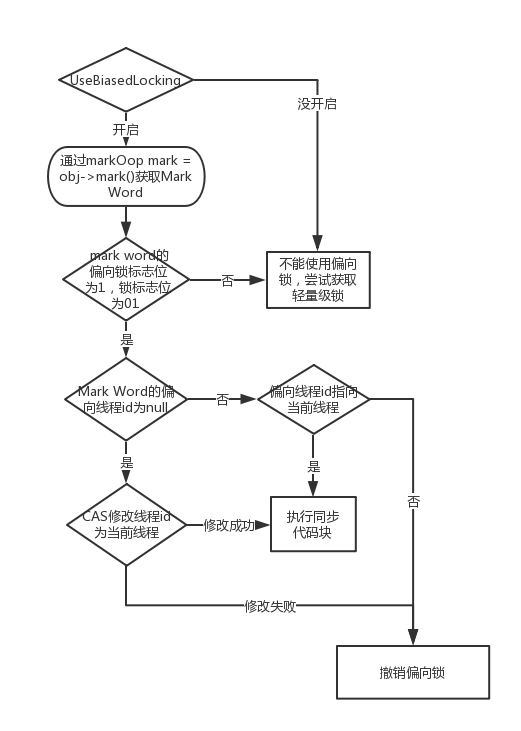 UseBiasedLocking
没开启
开启
通过markOop mark =
obj->mark()获取Mark
Word
mark word的
偏向锁标志位
为1，锁标志位
为01
否
不能使用偏向
锁，尝试获取
轻量级锁
是
Mark Word的偏
向线程id为null
否
偏向线程id指向
当前线程
是
是
否
CAS修改线程id
为当前线程
修改成功
执行同步
代码块
修改失败
撤销偏向锁